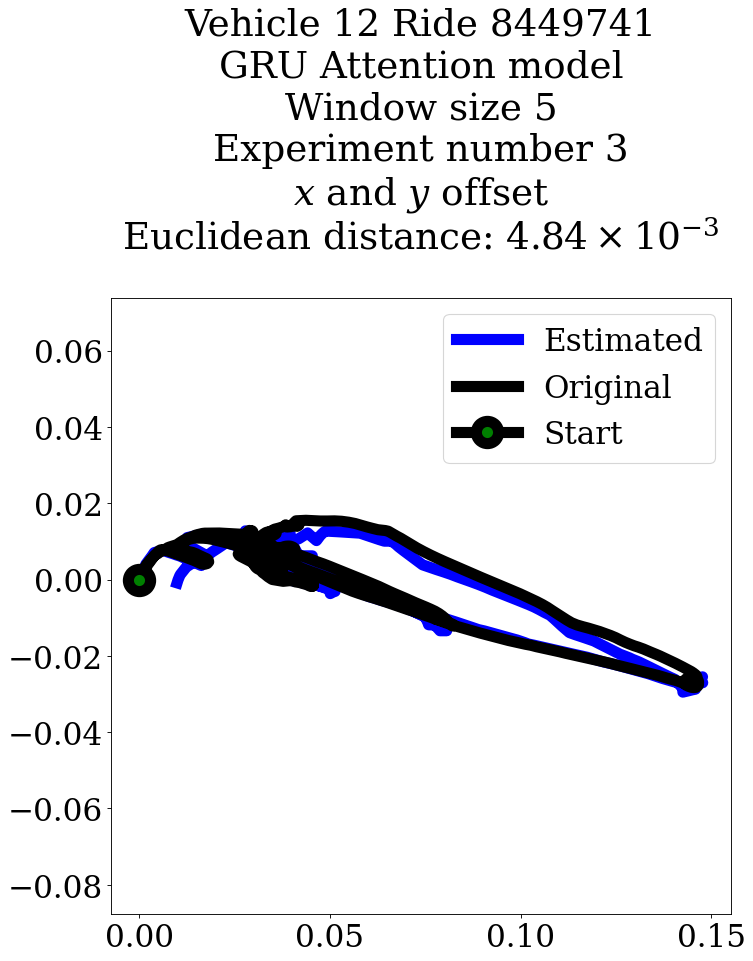 Vehicle 12 Ride 8449741
GRU Attention model
Window size 5
Experiment number 3
x and y offset
Euclidean distance: 4.84 × 10⁻³
Estimated
Original
Start
0.06
0.04
0.02
0.00
−0.02
−0.04
−0.06
−0.08
0.00 0.05 0.10 0.15